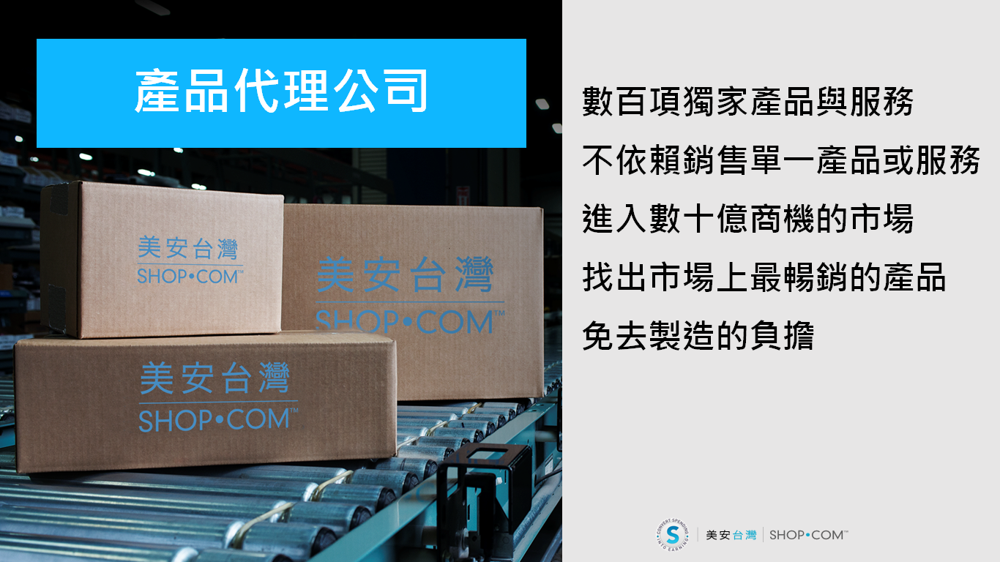 產品代理公司
美安台灣
SHOP•COM™
美安台灣
SHOP•COM™
美安台灣
SHOP•COM™
數百項獨家產品與服務
不依賴銷售單一產品或服務
進入數十億商機的市場
找出市場上最暢銷的產品
免去製造的負擔
CONVERT SPENDING INTO EARNING
S
美安台灣
SHOP•COM™